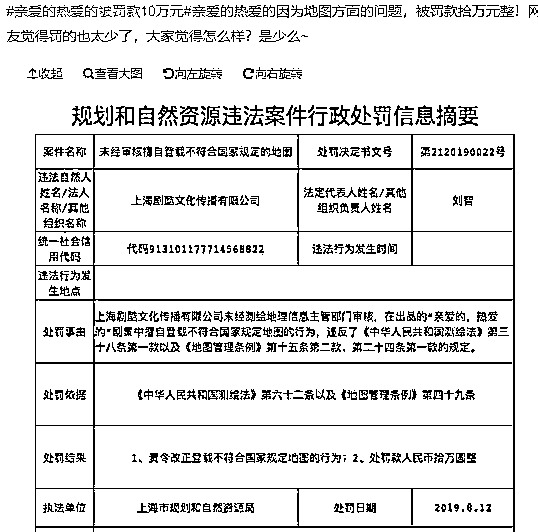 #亲爱的热爱的被罚款10万元#亲爱的热爱的因为地图方面的问题，被罚款拾万元整！网
友觉得罚的也太少了，大家觉得怎么样？是少么~
收起 查看大图 向左旋转 向右旋转
规划和自然资源违法案件行政处罚信息摘要
案件名称 未经审核擅自登载不符合国家规定的地图 处罚决定书文号 第2120190022号
违法自然人
姓名/法人
名称/其他
组织名称
上海剧酷文化传播有限公司
法定代表人姓名/其他
组织负责人姓名
刘智
统一社会信
用代码
代码913101177714568822 违法行为发生时间
违法行为发
生地点
处罚事由
上海剧酷文化传播有限公司未经测绘地理信息主管部门审核，在出品的“亲爱的，热爱
的”剧集中擅自登载不符合国家规定地图的行为，违反了《中华人民共和国测绘法》第三
十八条第一款以及《地图管理条例》第十五条第二款、第二十四条第一款的规定。
处罚依据 《中华人民共和国测绘法》第六十二条以及《地图管理条例》第四十九条
处罚结果 1、责令改正登载不符合国家规定地图的行为；2、处罚款人民币拾万圆整
执法单位 上海市规划和自然资源局 处罚日期 2019.8.12